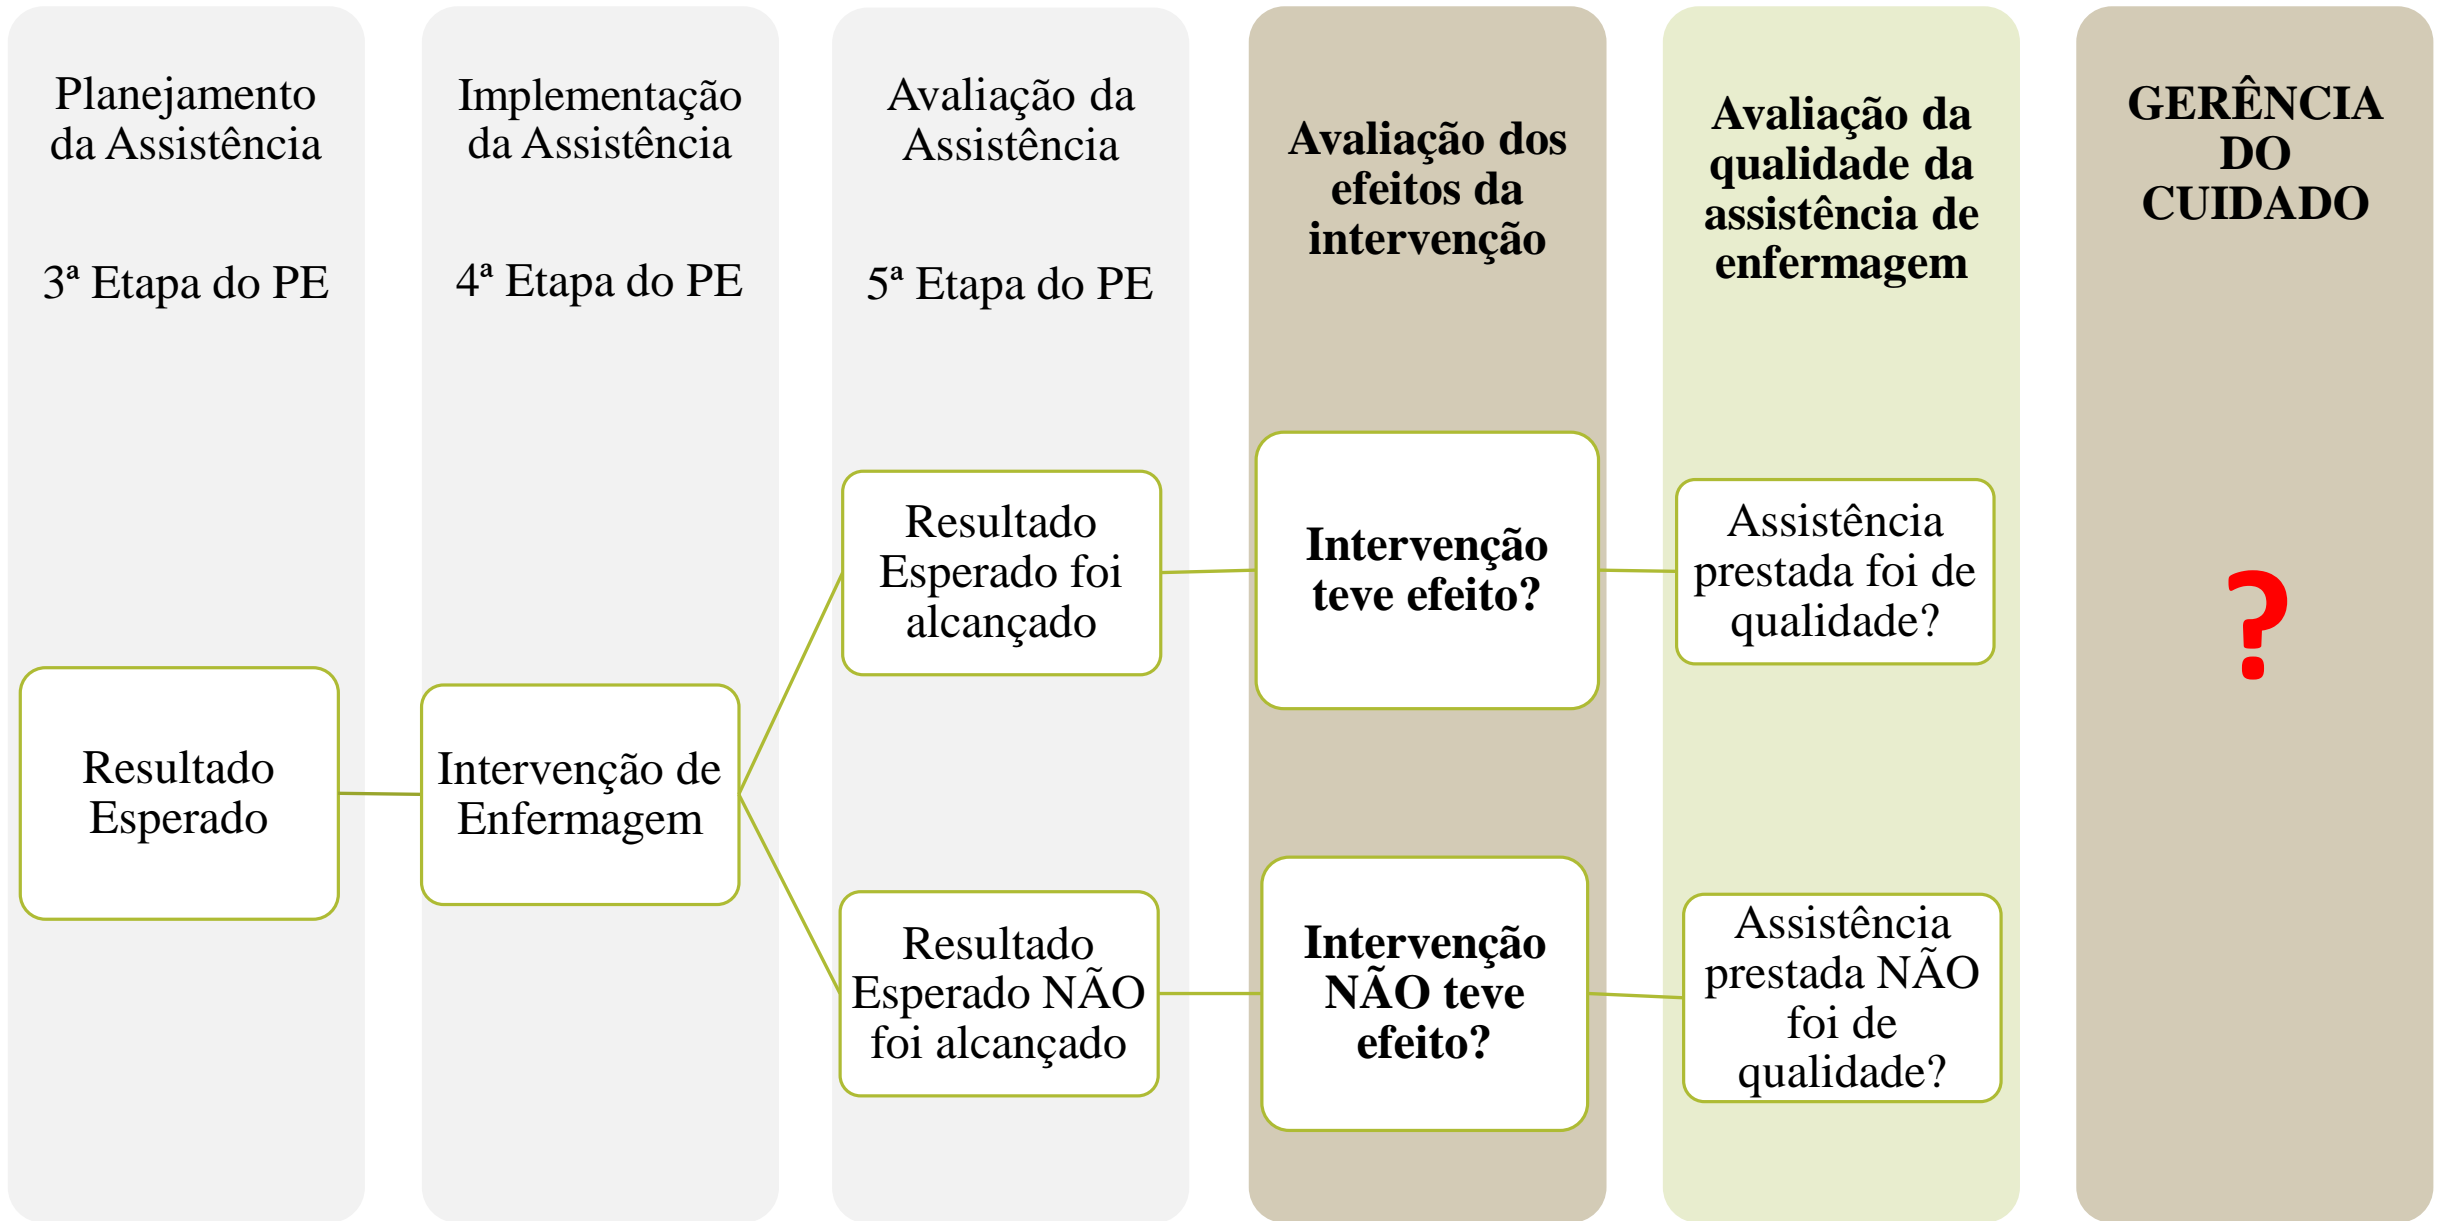 Planejamento
da Assistência
3ª Etapa do PE
Implementação
da Assistência
4ª Etapa do PE
Avaliação da
Assistência
5ª Etapa do PE
Avaliação dos
efeitos da
intervenção
Avaliação da
qualidade da
assistência de
enfermagem
GERÊNCIA
DO
CUIDADO
Resultado
Esperado
Intervenção de
Enfermagem
Resultado
Esperado foi
alcançado
Intervenção
teve efeito?
Assistência
prestada foi de
qualidade?
?
Resultado
Esperado NÃO
foi alcançado
Intervenção
NÃO teve
efeito?
Assistência
prestada NÃO
foi de
qualidade?